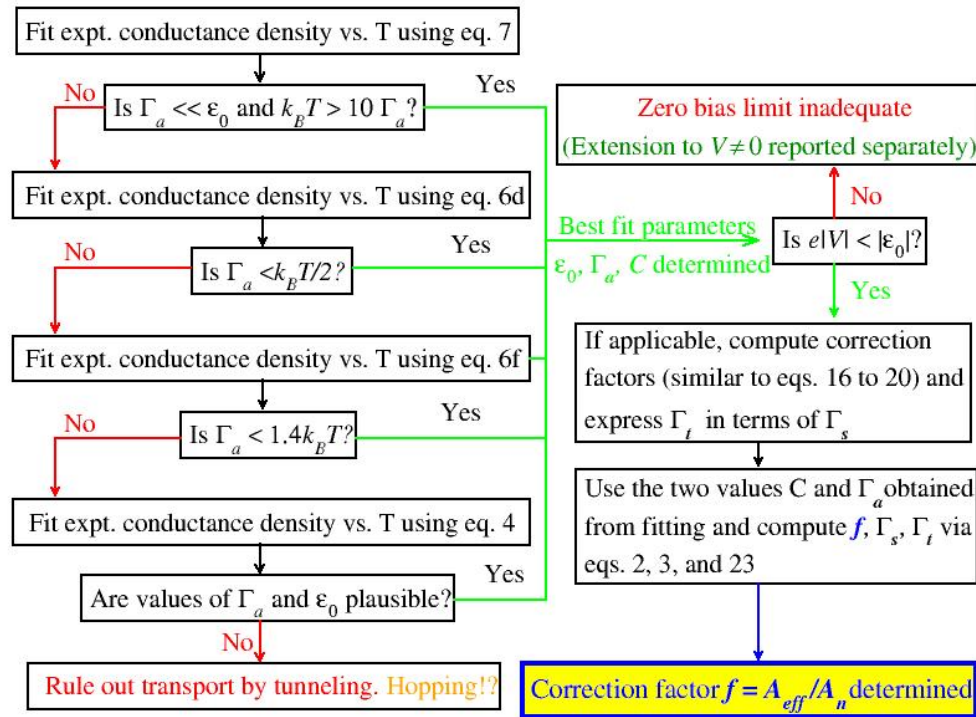 Fit expt. conductance density vs. T using eq. 7
No
Yes
Is Γa << ε0 and kBT > 10 Γa?
Fit expt. conductance density vs. T using eq. 6d
No
Yes
Is Γa <kBT/2?
Fit expt. conductance density vs. T using eq. 6f
No
Yes
Is Γa < 1.4kBT?
Fit expt. conductance density vs. T using eq. 4
Yes
Are values of Γa and ε0 plausible?
No
Rule out transport by tunneling. Hopping!?
Best fit parameters
ε0, Γa, C determined
Zero bias limit inadequate
(Extension to V≠0 reported separately)
No
Is e|V| < |ε0|?
Yes
If applicable, compute correction
factors (similar to eqs. 16 to 20) and
express Γt in terms of Γs
Use the two values C and Γa obtained
from fitting and compute f, Γs, Γt via
eqs. 2, 3, and 23
Correction factor f = Aeff/An determined